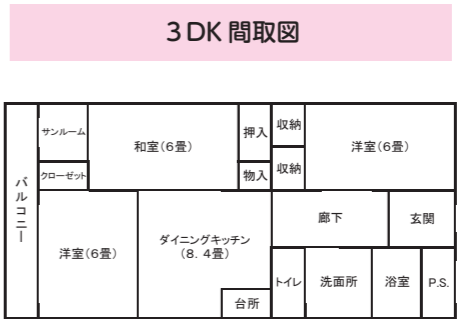 3DK 間取図
サンルーム
和室(6畳)
押入
収納
洋室(6畳)
クローゼット
物入
収納
バルコニー
洋室(6畳)
ダイニングキッチン
(8.4畳)
台所
廊下
玄関
トイレ
洗面所
浴室
P.S.